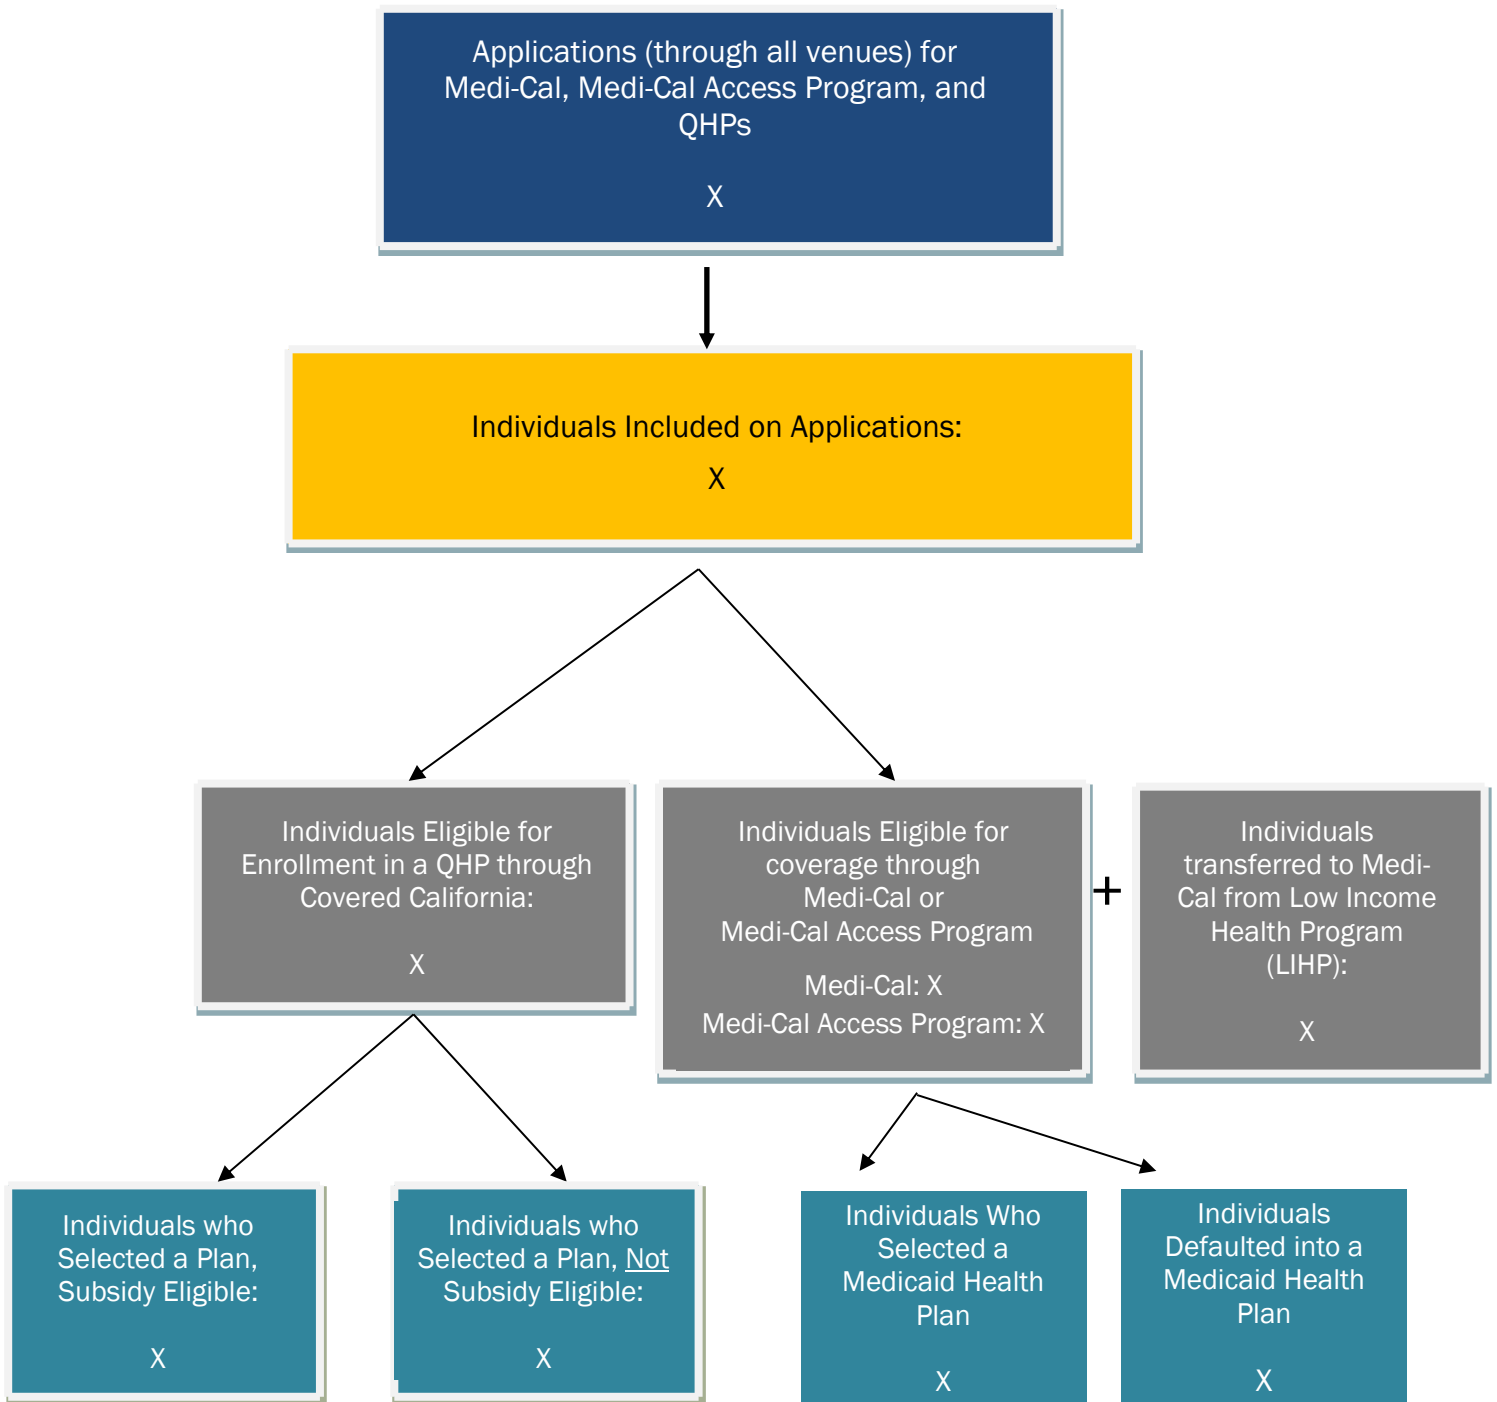 Applications (through all venues) for
Medi-Cal, Medi-Cal Access Program, and
QHPs
X
Individuals Included on Applications:
X
Individuals Eligible for
Enrollment in a QHP through
Covered California:
X
Individuals Eligible for
coverage through
Medi-Cal or
Medi-Cal Access Program
Medi-Cal: X
Medi-Cal Access Program: X
+
Individuals
transferred to Medi-
Cal from Low Income
Health Program
(LIHP):
X
Individuals who
Selected a Plan,
Subsidy Eligible:
X
Individuals who
Selected a Plan, Not
Subsidy Eligible:
X
Individuals Who
Selected a
Medicaid Health
Plan
X
Individuals
Defaulted into a
Medicaid Health
Plan
X